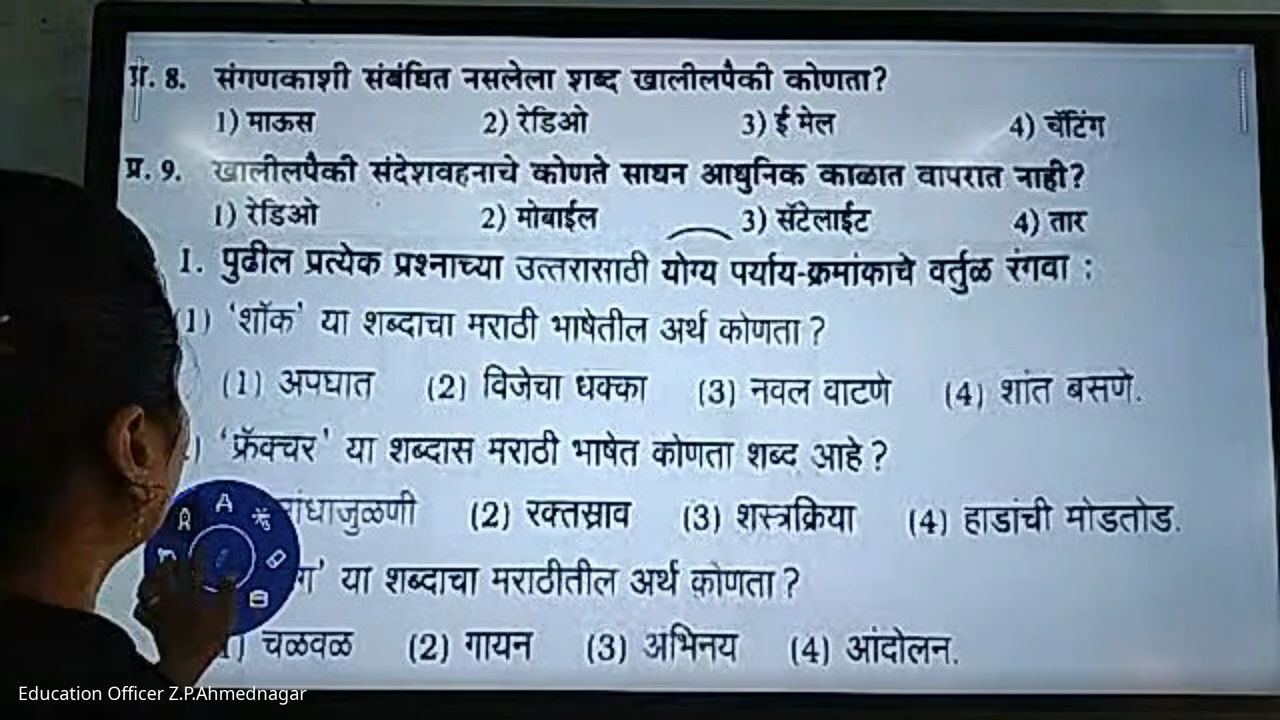 प्र. 8. संगणकाशी संबंधित नसलेला शब्द खालीलपैकी कोणता?
1) माऊस 2) रेडिओ 3) ई मेल 4) चॅटिंग
प्र. 9. खालीलपैकी संदेशवहनाचे कोणते साधन आधुनिक काळात वापरात नाही?
1) रेडिओ 2) मोबाईल 3) सॅटेलाईट 4) तार
1. पुढील प्रत्येक प्रश्नाच्या उत्तरासाठी योग्य पर्याय-क्रमांकाचे वर्तुळ रंगवा :
1) 'शॉक' या शब्दाचा मराठी भाषेतील अर्थ कोणता ?
(1) अपघात (2) विजेचा धक्का (3) नवल वाटणे (4) शांत बसणे.
) 'फ्रॅक्चर' या शब्दास मराठी भाषेत कोणता शब्द आहे ?
(2) रक्तस्राव (3) शस्त्रक्रिया (4) हाडांची मोडतोड.
' या शब्दाचा मराठीतील अर्थ कोणता ?
1) चळवळ (2) गायन (3) अभिनय (4) आंदोलन.
Education Officer Z.P.Ahmednagar